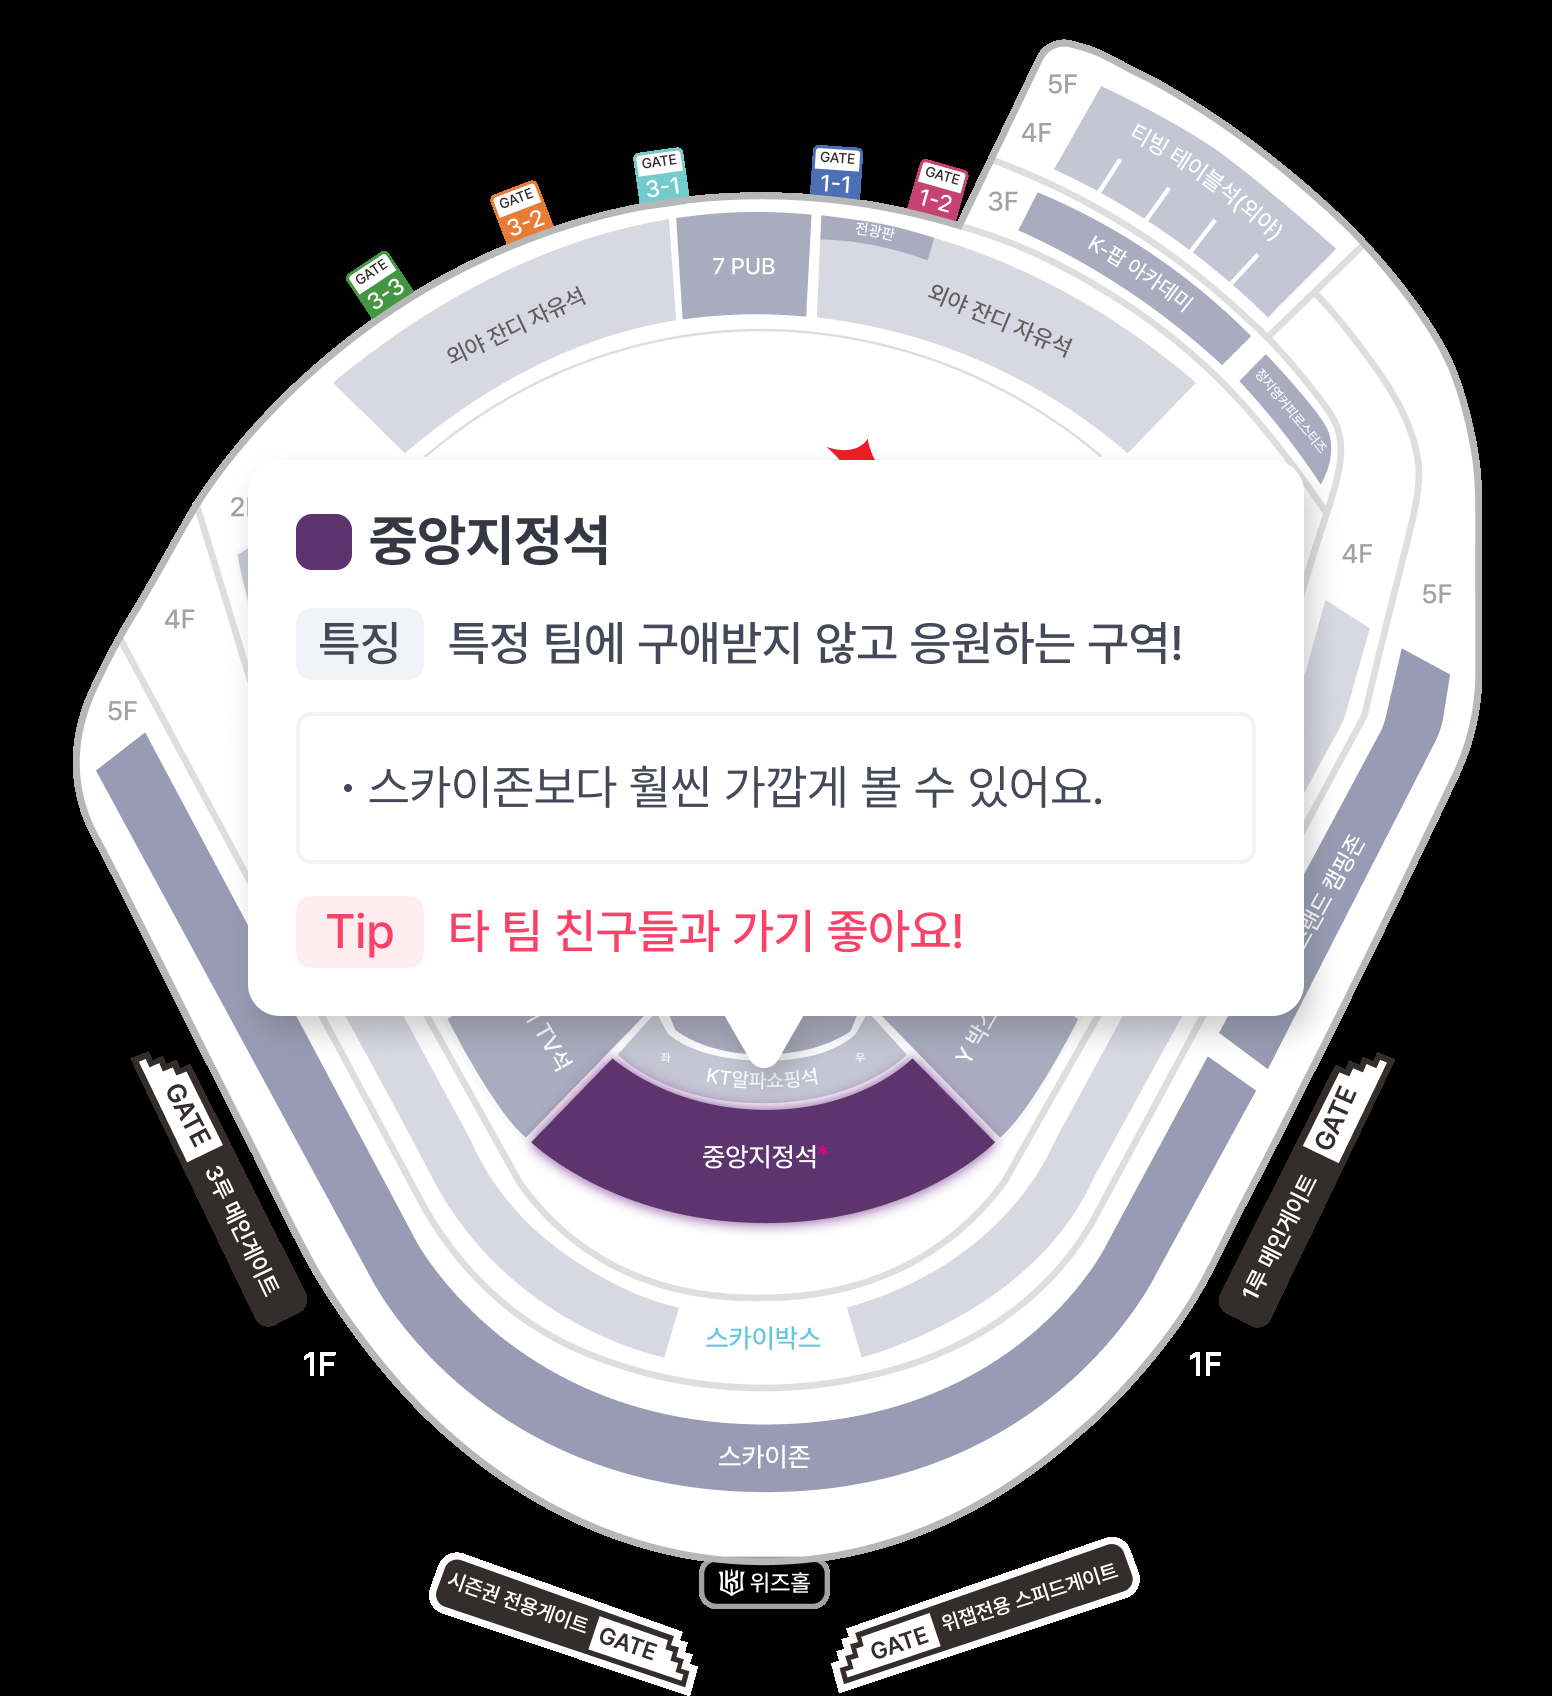 5F
4F
티빙 테이블석(외야)
GATE
3-1
GATE
1-1
GATE
1-2
GATE
3-2
3F
K-팝 아카데미
전광판
7 PUB
GATE
3-3
외야 잔디 자유석
외야 잔디 자유석
정지영커피로스터즈
4F
5F
4F
5F
중앙지정석
특징
특정 팀에 구애받지 않고 응원하는 구역!
· 스카이존보다 훨씬 가깝게 볼 수 있어요.
Tip
타 팀 친구들과 가기 좋아요!
캠핑존
TV석
좌
우
Y
KT알파쇼핑석
중앙지정석*
GATE
3루 메인게이트
GATE
1루 메인게이트
스카이박스
1F
1F
스카이존
위즈홀
시즌권 전용게이트
GATE
GATE
위잽전용 스피드게이트